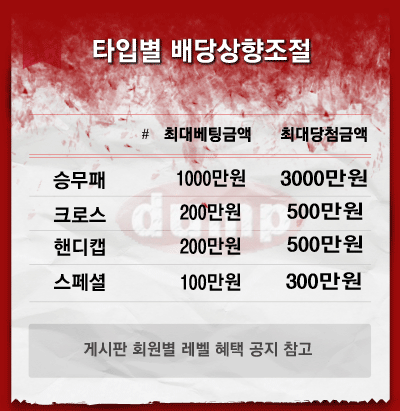 타입별 배당상향조절
# 최대베팅금액 최대당첨금액
승무패 1000만원 3000만원
크로스 200만원 500만원
핸디캡 200만원 500만원
스페셜 100만원 300만원
dump
게시판 회원별 레벨 혜택 공지 참고